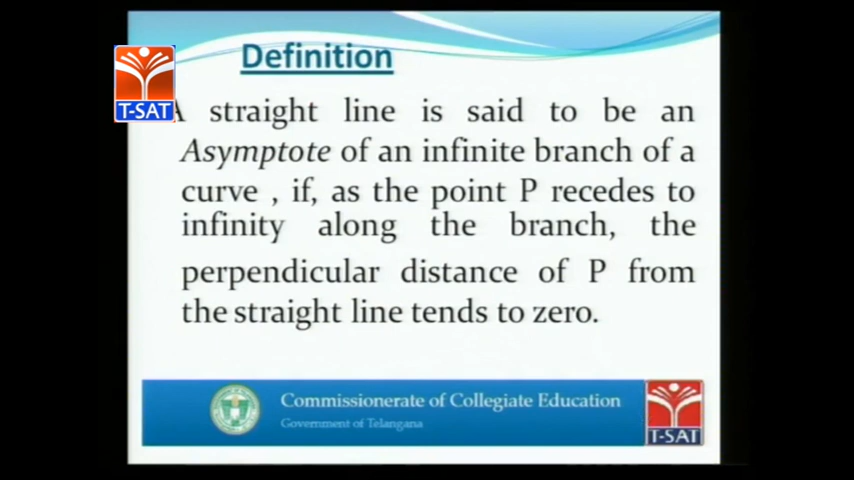 Definition
T-SAT
A straight line is said to be an
Asymptote of an infinite branch of a
curve , if, as the point P recedes to
infinity along the branch, the
perpendicular distance of P from
the straight line tends to zero.
Commissionerate of Collegiate Education
Government of Telangana
T-SAT